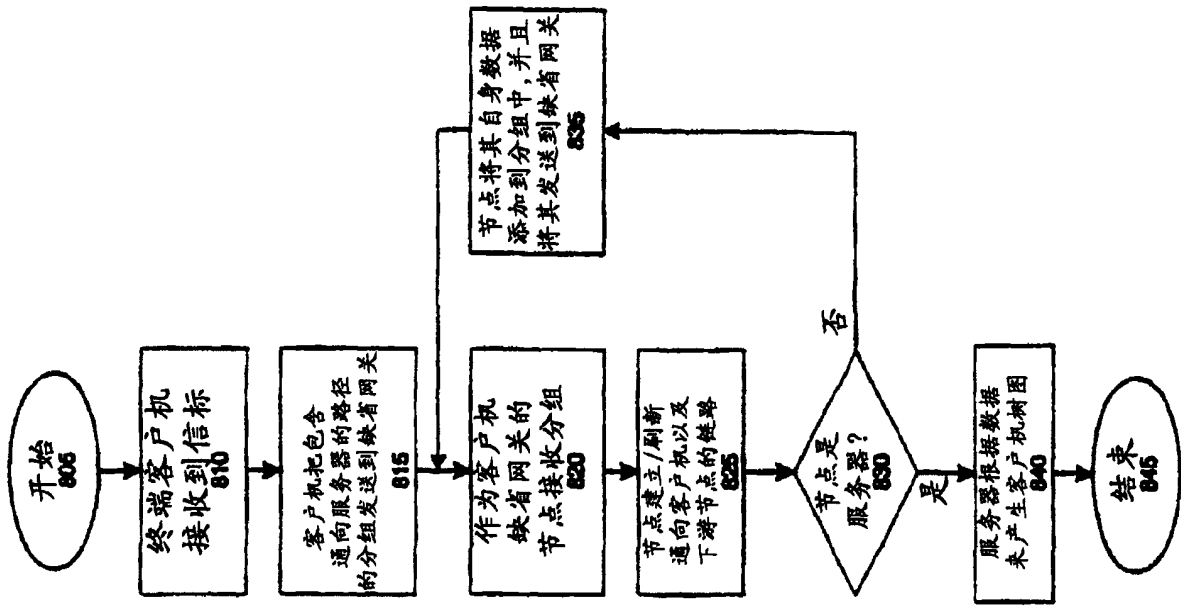 开始
805
终端客户机
接收到信标
810
客户机把包含
通向服务器的路径
的分组发送到缺省网关
815
作为客户机
缺省网关的
节点接收分组
820
节点建立/刷新
通向客户机以及
下游节点的链路
825
节点是
服务器?
830
否
节点将其自身数据
添加到分组中,并且
将其发送到缺省网关
835
是
服务器根据数据
来产生客户机树图
840
结束
845